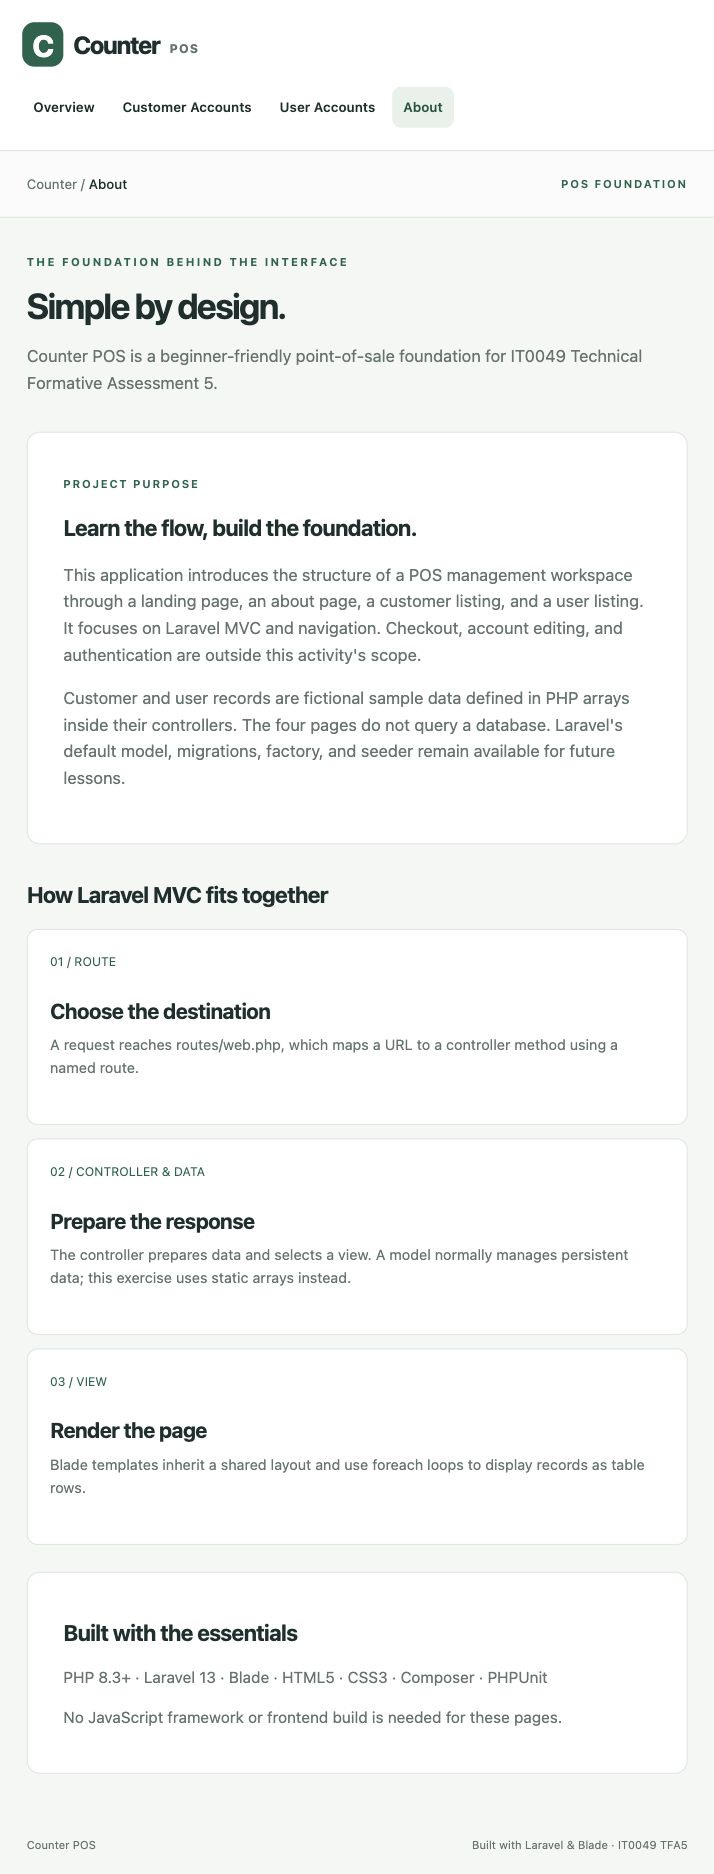 C Counter POS
Overview Customer Accounts User Accounts About
Counter / About POS FOUNDATION
THE FOUNDATION BEHIND THE INTERFACE
Simple by design.
Counter POS is a beginner-friendly point-of-sale foundation for IT0049 Technical
Formative Assessment 5.
PROJECT PURPOSE
Learn the flow, build the foundation.
This application introduces the structure of a POS management workspace
through a landing page, an about page, a customer listing, and a user listing.
It focuses on Laravel MVC and navigation. Checkout, account editing, and
authentication are outside this activity's scope.
Customer and user records are fictional sample data defined in PHP arrays
inside their controllers. The four pages do not query a database. Laravel's
default model, migrations, factory, and seeder remain available for future
lessons.
How Laravel MVC fits together
01 / ROUTE
Choose the destination
A request reaches routes/web.php, which maps a URL to a controller method using a
named route.
02 / CONTROLLER & DATA
Prepare the response
The controller prepares data and selects a view. A model normally manages persistent
data; this exercise uses static arrays instead.
03 / VIEW
Render the page
Blade templates inherit a shared layout and use foreach loops to display records as table
rows.
Built with the essentials
PHP 8.3+ · Laravel 13 · Blade · HTML5 · CSS3 · Composer · PHPUnit
No JavaScript framework or frontend build is needed for these pages.
Counter POS Built with Laravel & Blade · IT0049 TFA5